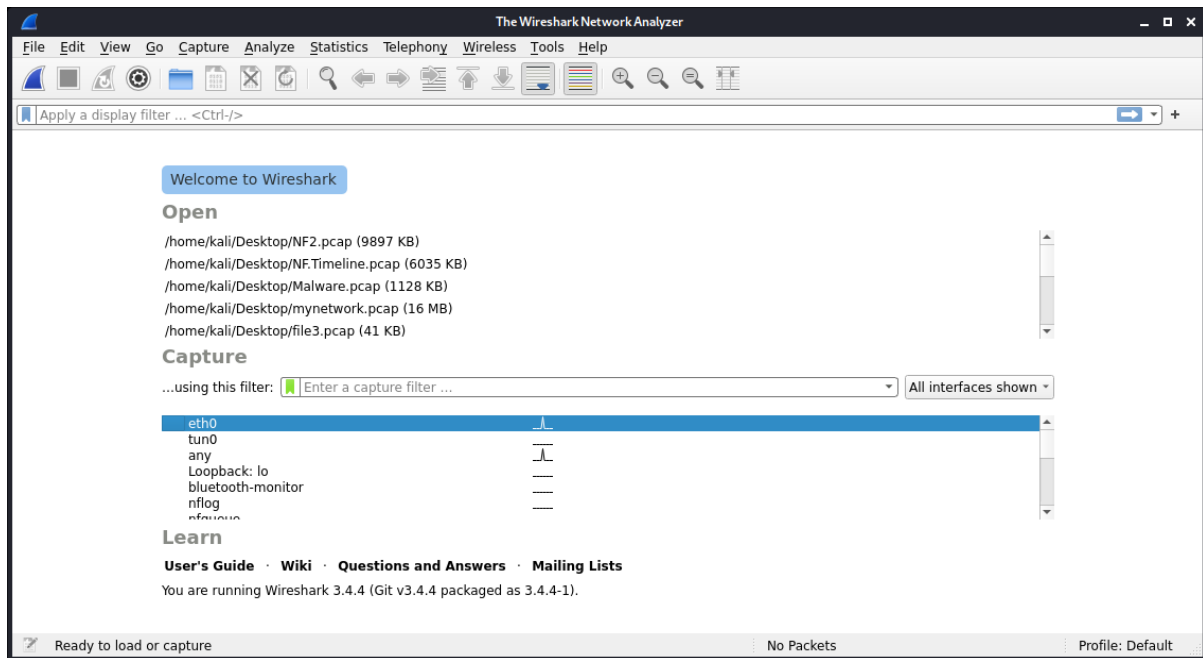 The Wireshark Network Analyzer
File Edit View Go Capture Analyze Statistics Telephony Wireless Tools Help
Apply a display filter ... <Ctrl-/>
+
Welcome to Wireshark
Open
/home/kali/Desktop/NF2.pcap (9897 KB)
/home/kali/Desktop/NF.Timeline.pcap (6035 KB)
/home/kali/Desktop/Malware.pcap (1128 KB)
/home/kali/Desktop/mynetwork.pcap (16 MB)
/home/kali/Desktop/file3.pcap (41 KB)
Capture
...using this filter: Enter a capture filter ... All interfaces shown
eth0
tun0
any
Loopback: lo
bluetooth-monitor
nflog
Learn
User's Guide · Wiki · Questions and Answers · Mailing Lists
You are running Wireshark 3.4.4 (Git v3.4.4 packaged as 3.4.4-1).
Ready to load or capture No Packets Profile: Default